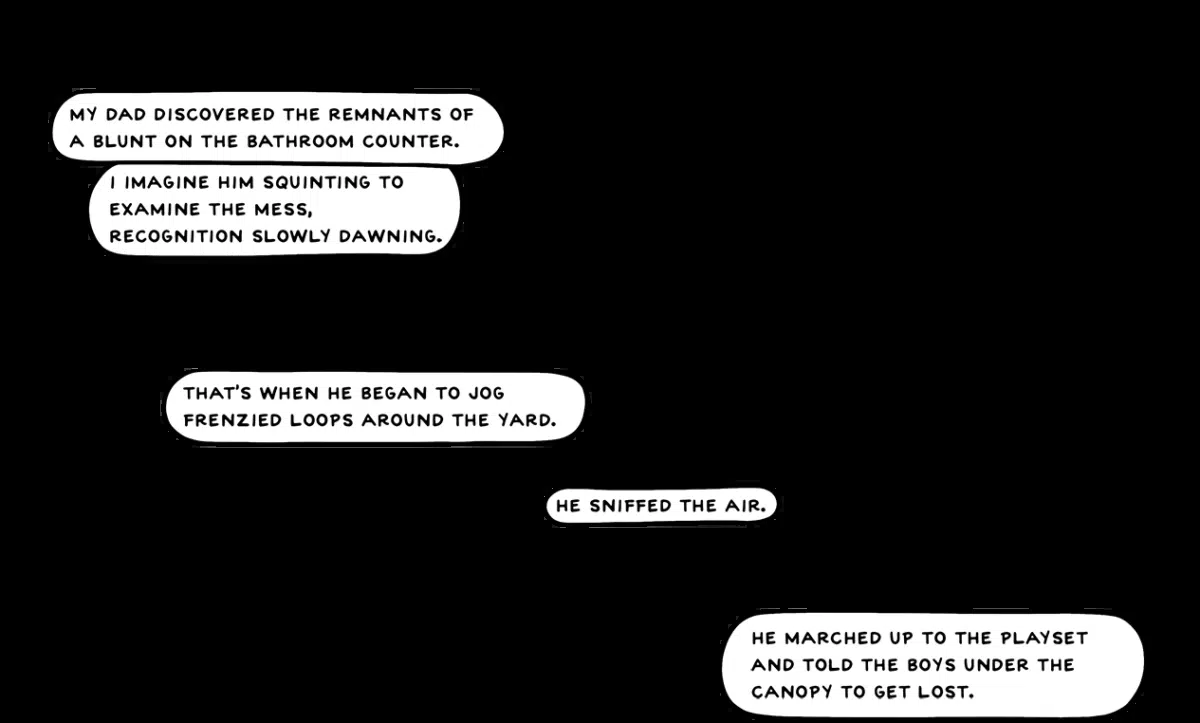 MY DAD DISCOVERED THE REMNANTS OF
A BLUNT ON THE BATHROOM COUNTER.
I IMAGINE HIM SQUINTING TO
EXAMINE THE MESS,
RECOGNITION SLOWLY DAWNING.
THAT'S WHEN HE BEGAN TO JOG
FRENZIED LOOPS AROUND THE YARD.
HE SNIFFED THE AIR.
HE MARCHED UP TO THE PLAYSET
AND TOLD THE BOYS UNDER THE
CANOPY TO GET LOST.